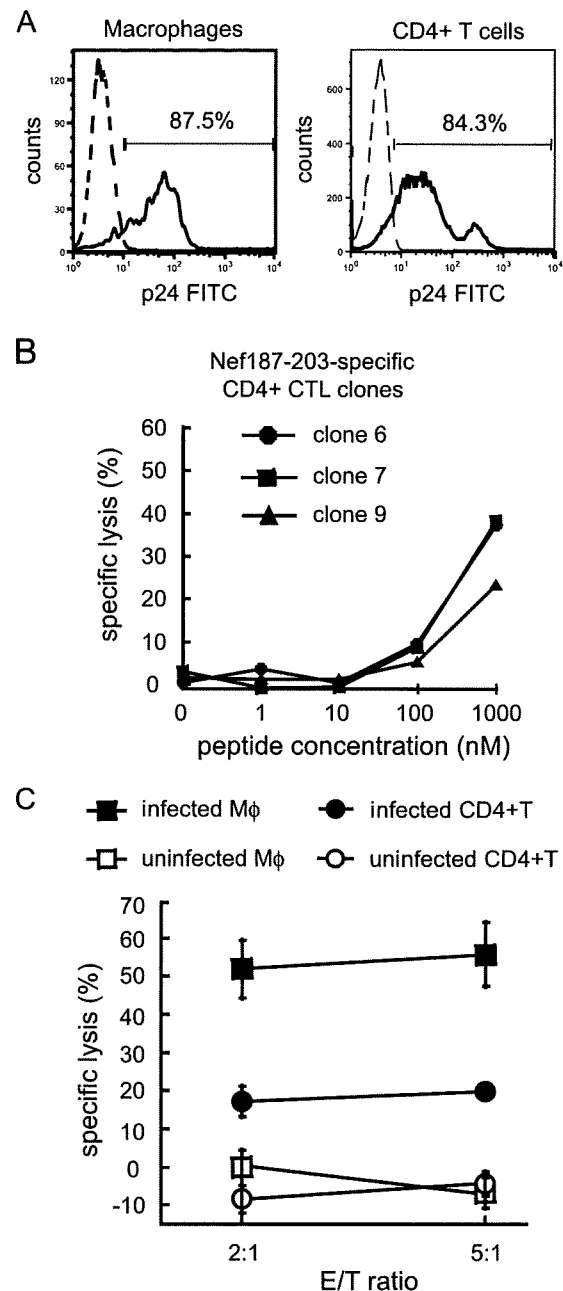 A
Macrophages
CD4+ T cells
120
90
60
30
0
counts
87.5%
10⁰ 10¹ 10² 10³ 10⁴
p24 FITC
600
400
200
0
counts
84.3%
10⁰ 10¹ 10² 10³ 10⁴
p24 FITC
B
Nef187-203-specific
CD4+ CTL clones
clone 6
clone 7
clone 9
60
50
40
30
20
10
0
specific lysis (%)
0 1 10 100 1000
peptide concentration (nM)
C
infected Mφ
infected CD4+T
uninfected Mφ
uninfected CD4+T
70
60
50
40
30
20
10
0
-10
specific lysis (%)
2:1 5:1
E/T ratio